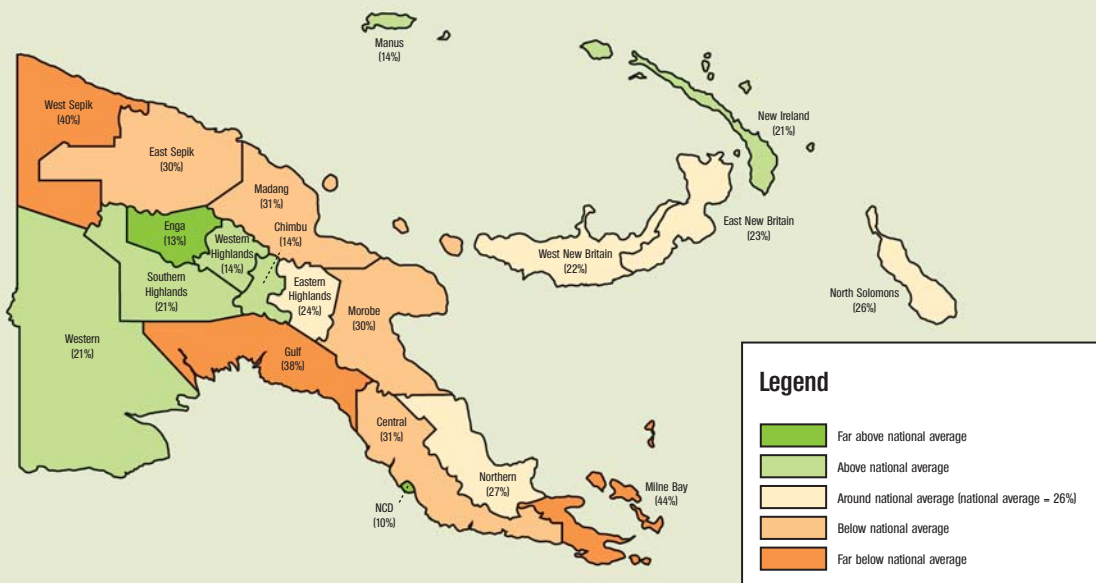 Manus
(14%)
West Sepik
(40%)
New Ireland
(21%)
East Sepik
(30%)
Madang
(31%)
Enga
(13%)
Chimbu
(14%)
Western
Highlands
(14%)
East New Britain
(23%)
West New Britain
(22%)
Southern
Highlands
(21%)
Eastern
Highlands
(24%)
North Solomons
(26%)
Morobe
(30%)
Western
(21%)
Gulf
(38%)
Central
(31%)
Northern
(27%)
Milne Bay
(44%)
NCD
(10%)
Legend
Far above national average
Above national average
Around national average (national average = 26%)
Below national average
Far below national average